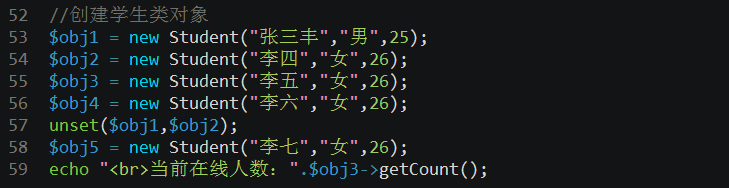 52 //创建学生类对象
53 $obj1 = new Student("张三丰","男",25);
54 $obj2 = new Student("李四","女",26);
55 $obj3 = new Student("李五","女",26);
56 $obj4 = new Student("李六","女",26);
57 unset($obj1,$obj2);
58 $obj5 = new Student("李七","女",26);
59 echo "<br>当前在线人数：".$obj3->getCount();